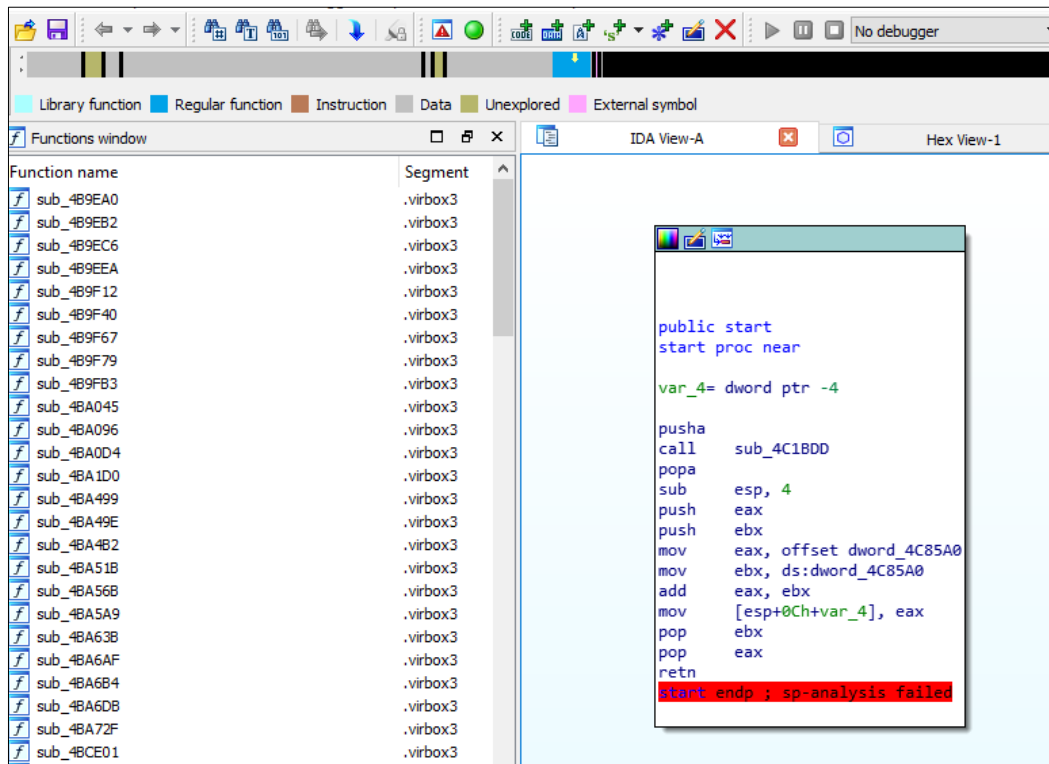 No debugger
Library function Regular function Instruction Data Unexplored External symbol
Functions window
IDA View-A
Hex View-1
Function name Segment
sub_4B9EA0 .virbox3
sub_4B9EB2 .virbox3
sub_4B9EC6 .virbox3
sub_4B9EEA .virbox3
sub_4B9F12 .virbox3
sub_4B9F40 .virbox3
sub_4B9F67 .virbox3
sub_4B9F79 .virbox3
sub_4B9FB3 .virbox3
sub_4BA045 .virbox3
sub_4BA096 .virbox3
sub_4BA0D4 .virbox3
sub_4BA1D0 .virbox3
sub_4BA499 .virbox3
sub_4BA49E .virbox3
sub_4BA4B2 .virbox3
sub_4BA51B .virbox3
sub_4BA56B .virbox3
sub_4BA5A9 .virbox3
sub_4BA63B .virbox3
sub_4BA6AF .virbox3
sub_4BA6B4 .virbox3
sub_4BA6DB .virbox3
sub_4BA72F .virbox3
sub_4BCE01 .virbox3
public start
start proc near
var_4= dword ptr -4
pusha
call sub_4C1BDD
popa
sub esp, 4
push eax
push ebx
mov eax, offset dword_4C85A0
mov ebx, ds:dword_4C85A0
add eax, ebx
mov [esp+0Ch+var_4], eax
pop ebx
pop eax
retn
start endp ; sp-analysis failed